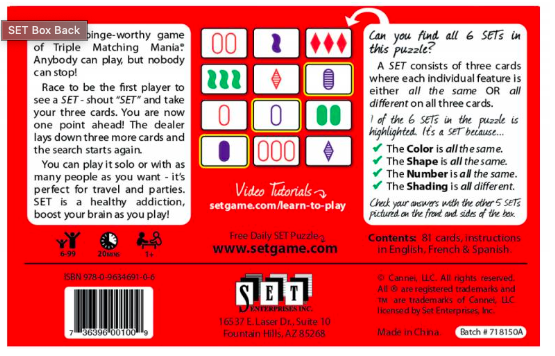 SET Box Back
binge-worthy game
of Triple Matching Mania!®
Anybody can play, but nobody
can stop!
Race to be the first player to
see a SET - shout “SET” and take
your three cards. You are now
one point ahead! The dealer
lays down three more cards and
the search starts again.
You can play it solo or with as
many people as you want - it's
perfect for travel and parties.
SET is a healthy addiction,
boost your brain as you play!
6-99
20MINS
1+
Video Tutorials
setgame.com/learn-to-play
Free Daily SET Puzzle
www.setgame.com
Can you find all 6 SETs in
this puzzle?
A SET consists of three cards
where each individual feature is
either all the same OR all
different on all three cards.
1 of the 6 SETs in the puzzle is
highlighted. It's a SET because...
✔ The Color is all the same.
✔ The Shape is all the same.
✔ The Number is all the same.
✔ The Shading is all different.
Check your answers with the other 5 SETs
pictured on the front and sides of the box.
Contents: 81 cards, instructions
in English, French & Spanish.
ISBN 978-0-9634691-0-6
7 36396 00100 9
SET
ENTERPRISES INC.
16537 E. Laser Dr., Suite 10
Fountain Hills, AZ 85268
© Cannei, LLC. All rights reserved.
All ® are registered trademarks and
TM are trademarks of Cannei, LLC
licensed by Set Enterprises, Inc.
Made in China.
Batch # 718150A